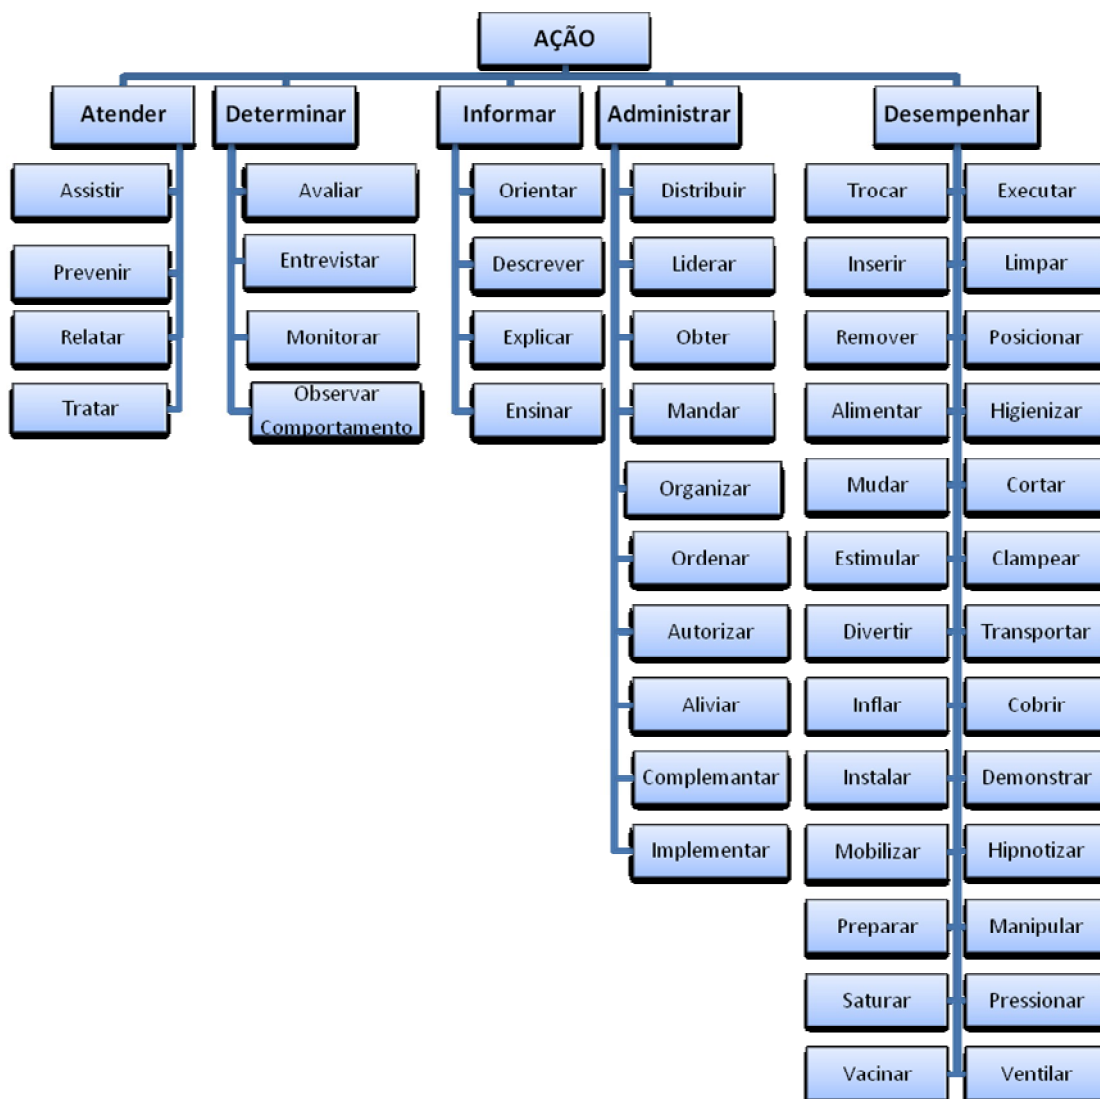 AÇÃO
Atender
Determinar
Informar
Administrar
Desempenhar
Assistir
Prevenir
Relatar
Tratar
Avaliar
Entrevistar
Monitorar
Observar
Comportamento
Orientar
Descrever
Explicar
Ensinar
Distribuir
Liderar
Obter
Mandar
Organizar
Ordenar
Autorizar
Aliviar
Complemantar
Implementar
Trocar
Executar
Inserir
Limpar
Remover
Posicionar
Alimentar
Higienizar
Mudar
Cortar
Estimular
Clampear
Divertir
Transportar
Inflar
Cobrir
Instalar
Demonstrar
Mobilizar
Hipnotizar
Preparar
Manipular
Saturar
Pressionar
Vacinar
Ventilar